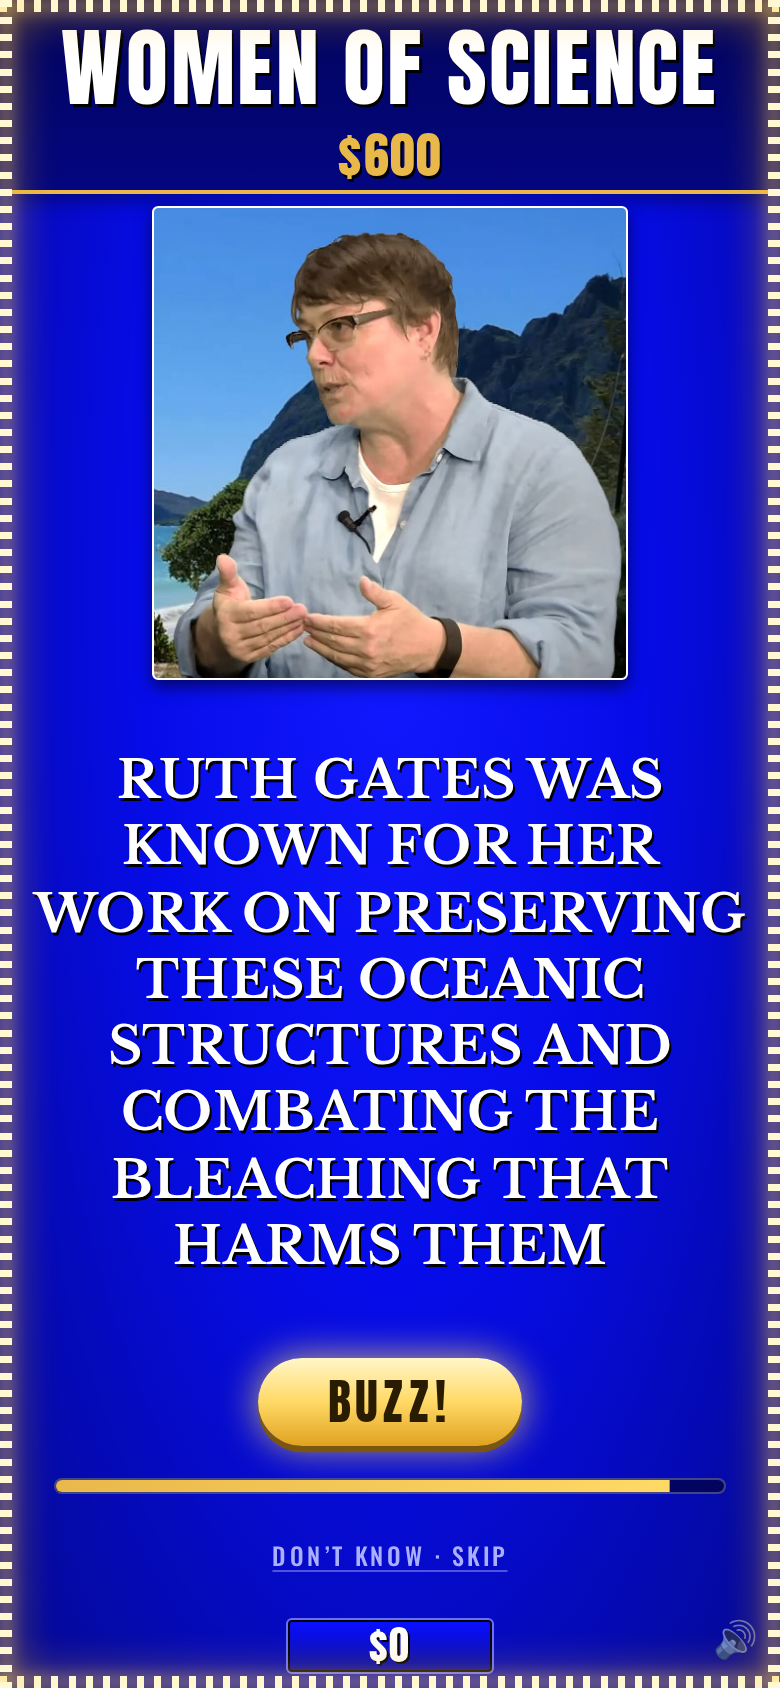 WOMEN OF SCIENCE
$600
RUTH GATES WAS
KNOWN FOR HER
WORK ON PRESERVING
THESE OCEANIC
STRUCTURES AND
COMBATING THE
BLEACHING THAT
HARMS THEM
BUZZ!
DON'T KNOW · SKIP
$0